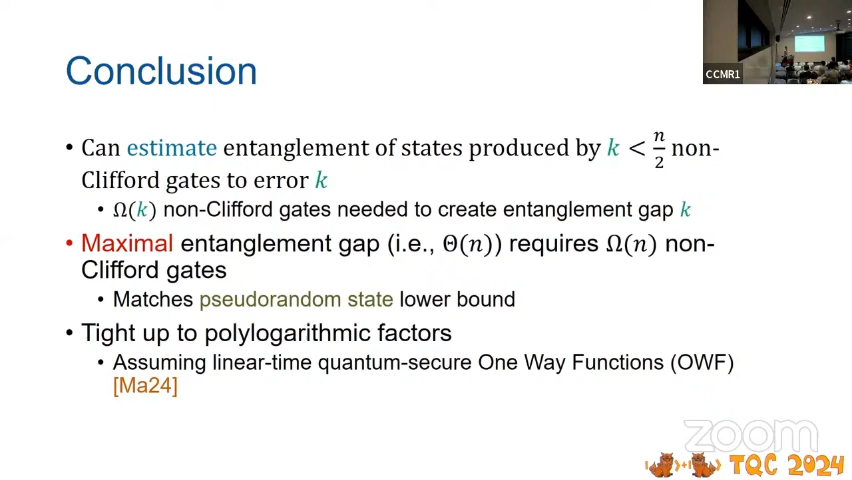 CCMR1
Conclusion
• Can estimate entanglement of states produced by k < n/2 non-
Clifford gates to error k
• Ω(k) non-Clifford gates needed to create entanglement gap k
• Maximal entanglement gap (i.e., Θ(n)) requires Ω(n) non-
Clifford gates
• Matches pseudorandom state lower bound
• Tight up to polylogarithmic factors
• Assuming linear-time quantum-secure One Way Functions (OWF)
[Ma24]
zoom
TQC 2024